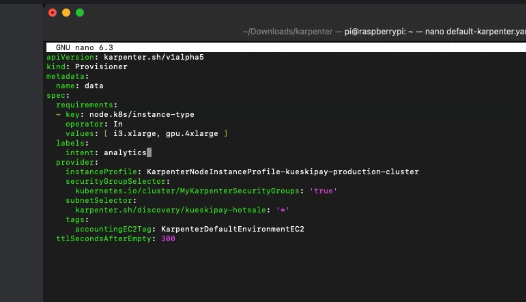 ~/Downloads/karpenter — pi@raspberrypi: ~ — nano default-karpenter.yam
GNU nano 6.3
apiVersion: karpenter.sh/v1alpha5
kind: Provisioner
metadata:
  name: data
spec:
  requirements:
  - key: node.k8s/instance-type
    operator: In
    values: [ i3.xlarge, gpu.4xlarge ]
  labels:
    intent: analytics
  provider:
    instanceProfile: KarpenterNodeInstanceProfile-kueskipay-production-cluster
    securityGroupSelector:
      kubernetes.io/cluster/MyKarpenterSecurityGroups: 'true'
    subnetSelector:
      karpenter.sh/discovery/kueskipay-hotsale: '*'
    tags:
      accountingEC2Tag: KarpenterDefaultEnvironmentEC2
  ttlSecondsAfterEmpty: 300